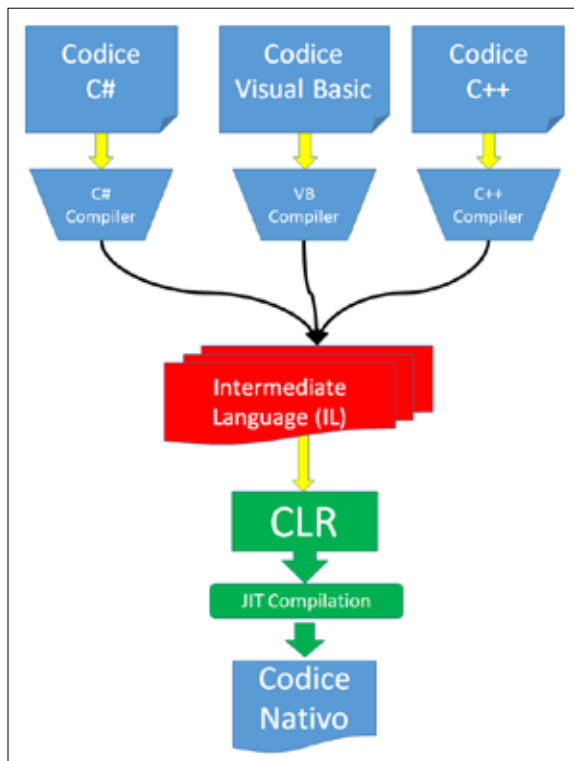 Codice
C#
Codice
Visual Basic
Codice
C++
C#
Compiler
VB
Compiler
C++
Compiler
Intermediate
Language (IL)
CLR
JIT Compilation
Codice
Nativo